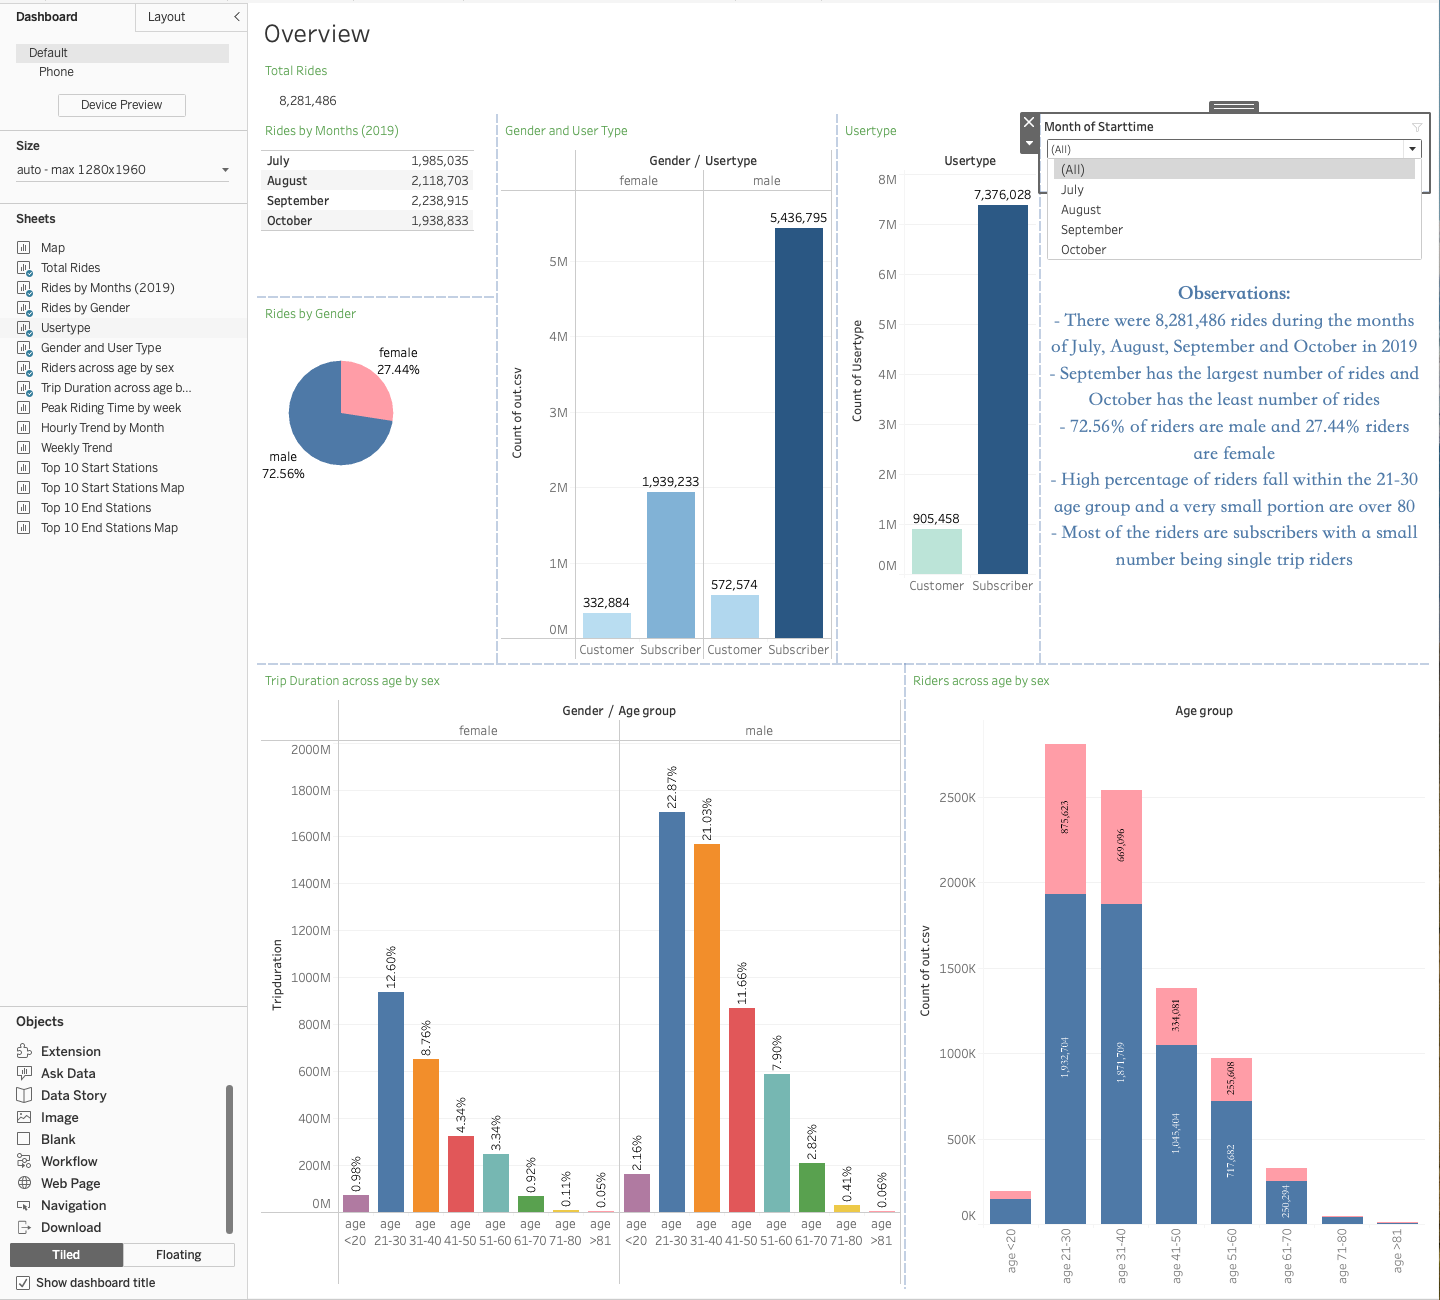 Dashboard
Layout
Default
Phone
Device Preview
Size
auto - max 1280x1960
Sheets
Map
Total Rides
Rides by Months (2019)
Rides by Gender
Usertype
Gender and User Type
Riders across age by sex
Trip Duration across age b...
Peak Riding Time by week
Hourly Trend by Month
Weekly Trend
Top 10 Start Stations
Top 10 Start Stations Map
Top 10 End Stations
Top 10 End Stations Map
Objects
Extension
Ask Data
Data Story
Image
Blank
Workflow
Web Page
Navigation
Download
Tiled Floating
Show dashboard title
Overview
Total Rides
8,281,486
Rides by Months (2019)
July 1,985,035
August 2,118,703
September 2,238,915
October 1,938,833
Rides by Gender
female
27.44%
male
72.56%
Gender and User Type
Gender / Usertype
female male
Count of out.csv
5M
4M
3M
2M
1M
0M
332,884
1,939,233
572,574
5,436,795
Customer Subscriber Customer Subscriber
Usertype
Usertype
Count of Usertype
8M
7M
6M
5M
4M
3M
2M
1M
0M
905,458
7,376,028
Customer Subscriber
Month of Starttime
(All)
(All)
July
August
September
October
Observations:
- There were 8,281,486 rides during the months
of July, August, September and October in 2019
- September has the largest number of rides and
October has the least number of rides
- 72.56% of riders are male and 27.44% riders
are female
- High percentage of riders fall within the 21-30
age group and a very small portion are over 80
- Most of the riders are subscribers with a small
number being single trip riders
Trip Duration across age by sex
Gender / Age group
female male
Tripduration
2000M
1800M
1600M
1400M
1200M
1000M
800M
600M
400M
200M
0M
0.98%
12.60%
8.76%
4.34%
3.34%
0.92%
0.11%
0.05%
2.16%
22.87%
21.03%
11.66%
7.90%
2.82%
0.41%
0.06%
age age age age age age age age age age age age age age age age
<20 21-30 31-40 41-50 51-60 61-70 71-80 >81 <20 21-30 31-40 41-50 51-60 61-70 71-80 >81
Riders across age by sex
Age group
Count of out.csv
2500K
2000K
1500K
1000K
500K
0K
875,623
1,932,704
669,096
1,871,709
334,081
1,045,404
255,608
717,682
250,294
age <20
age 21-30
age 31-40
age 41-50
age 51-60
age 61-70
age 71-80
age >81